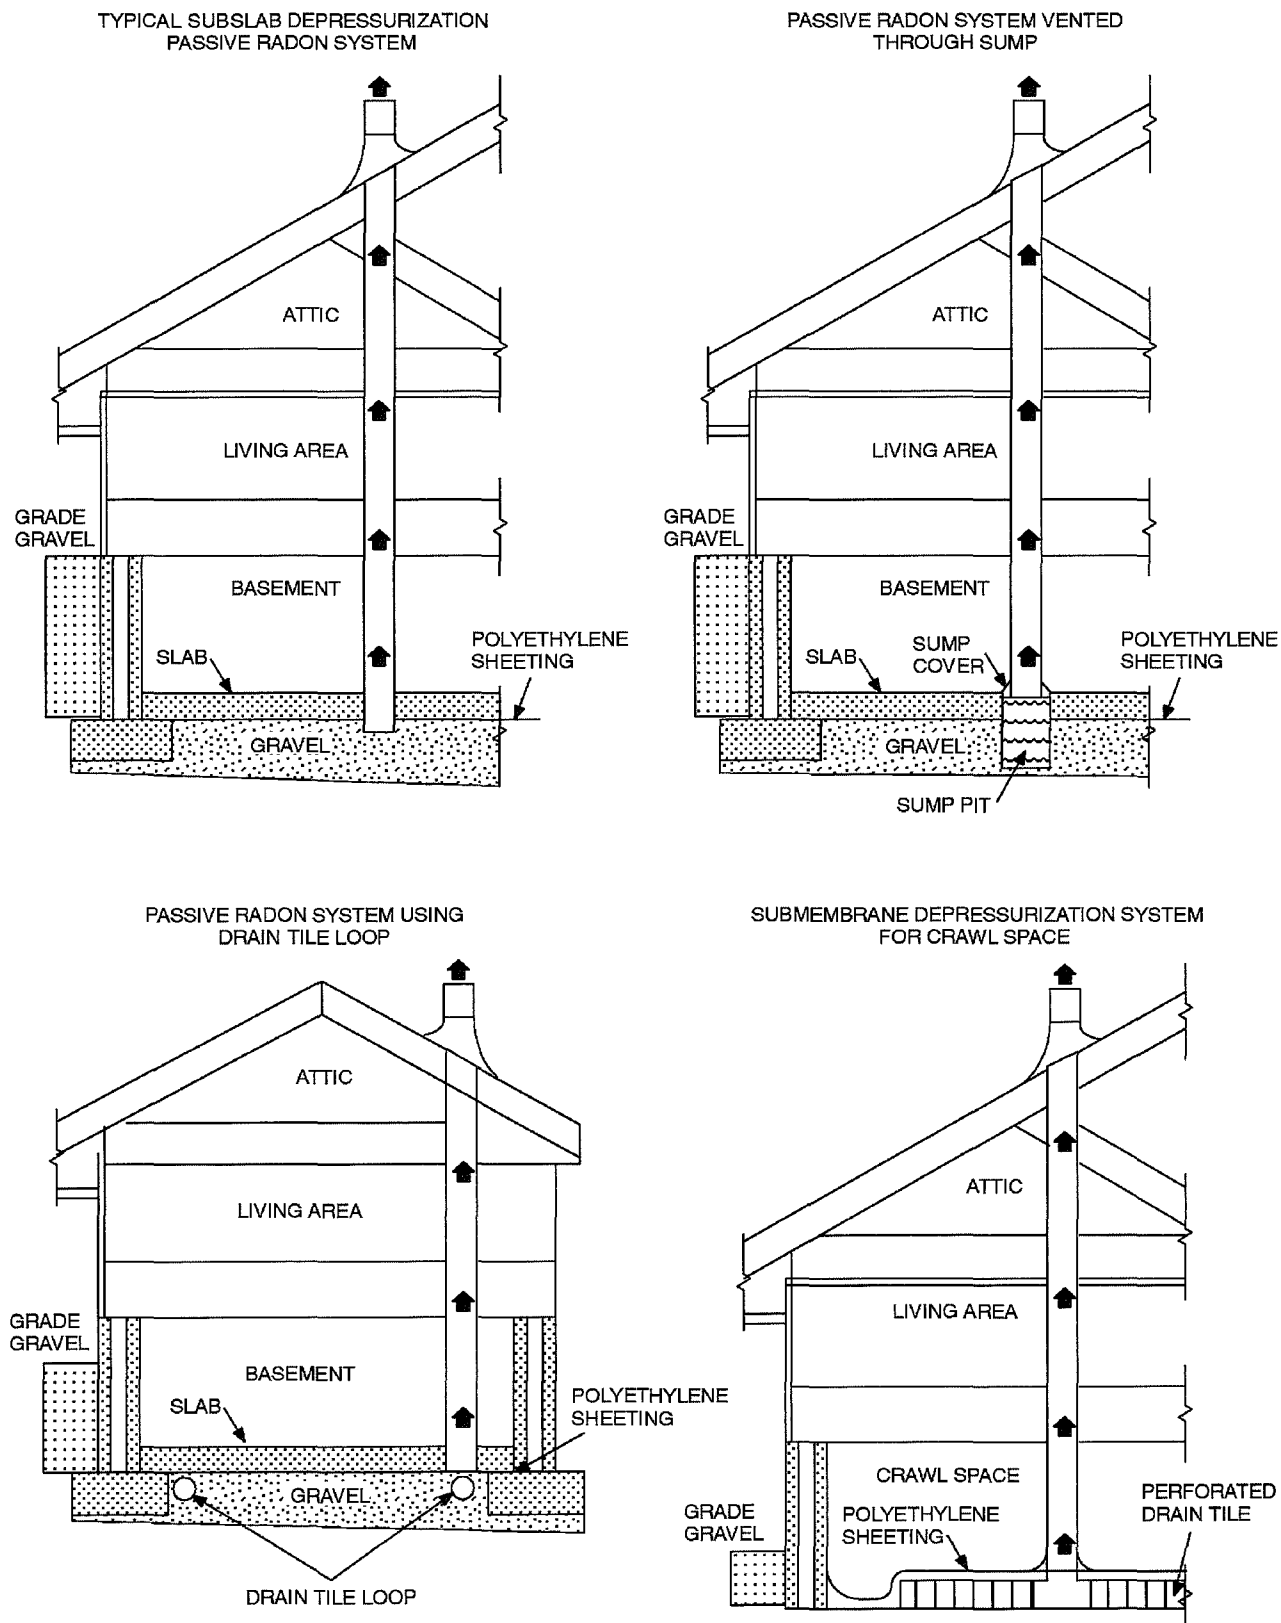 TYPICAL SUBSLAB DEPRESSURIZATION
PASSIVE RADON SYSTEM
ATTIC
LIVING AREA
GRADE
GRAVEL
BASEMENT
SLAB
POLYETHYLENE
SHEETING
GRAVEL
PASSIVE RADON SYSTEM VENTED
THROUGH SUMP
ATTIC
LIVING AREA
GRADE
GRAVEL
BASEMENT
SLAB
SUMP
COVER
POLYETHYLENE
SHEETING
GRAVEL
SUMP PIT
PASSIVE RADON SYSTEM USING
DRAIN TILE LOOP
ATTIC
LIVING AREA
GRADE
GRAVEL
BASEMENT
SLAB
POLYETHYLENE
SHEETING
GRAVEL
DRAIN TILE LOOP
SUBMEMBRANE DEPRESSURIZATION SYSTEM
FOR CRAWL SPACE
ATTIC
LIVING AREA
CRAWL SPACE
GRADE
GRAVEL
POLYETHYLENE
SHEETING
PERFORATED
DRAIN TILE